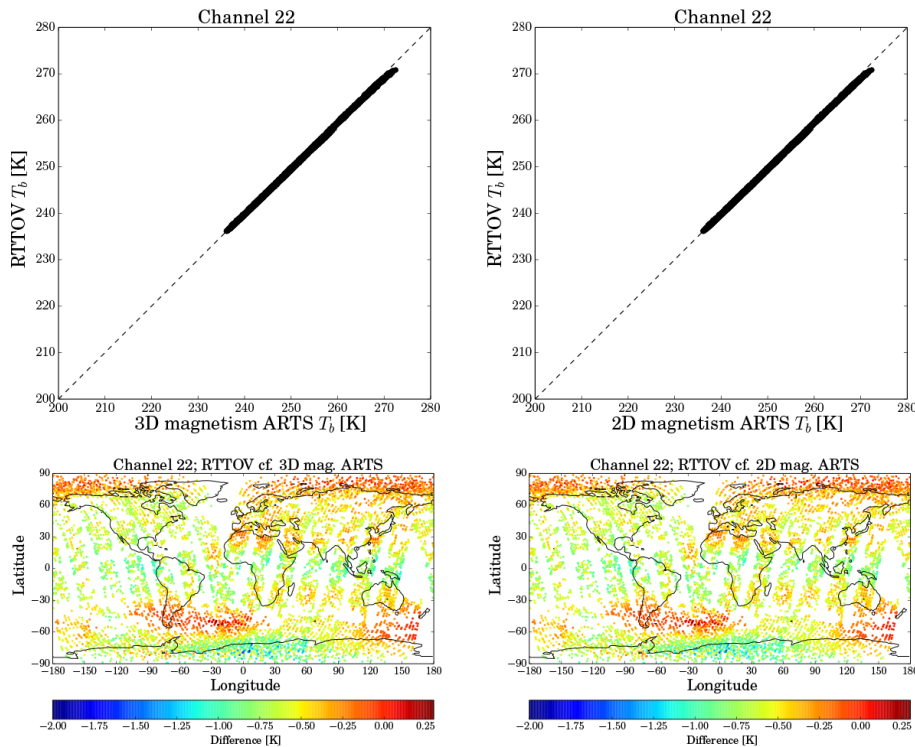 Channel 22
280
270
260
250
240
230
220
210
200
RTTOV T_b [K]
200 210 220 230 240 250 260 270 280
3D magnetism ARTS T_b [K]
Channel 22
280
270
260
250
240
230
220
210
200
RTTOV T_b [K]
200 210 220 230 240 250 260 270 280
2D magnetism ARTS T_b [K]
Channel 22; RTTOV cf. 3D mag. ARTS
90
60
30
0
−30
−60
−90
Latitude
−180 −150 −120 −90 −60 −30 0 30 60 90 120 150 180
Longitude
−2.00 −1.75 −1.50 −1.25 −1.00 −0.75 −0.50 −0.25 0.00 0.25
Difference [K]
Channel 22; RTTOV cf. 2D mag. ARTS
90
60
30
0
−30
−60
−90
Latitude
−180 −150 −120 −90 −60 −30 0 30 60 90 120 150 180
Longitude
−2.00 −1.75 −1.50 −1.25 −1.00 −0.75 −0.50 −0.25 0.00 0.25
Difference [K]